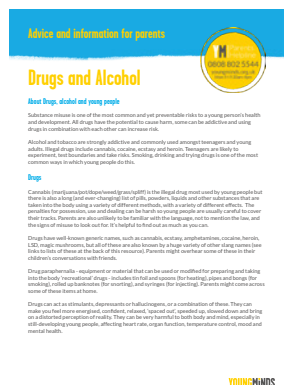 Advice and information for parents
0808 802 5544
youngminds.org.uk
Drugs and Alcohol
About Drugs, alcohol and young people
Substance misuse is one of the most common and yet preventable risks to a young person's health
and development. All drugs have the potential to cause harm, some can be addictive and using
drugs in combination with each other can increase risk.
Alcohol and tobacco are strongly addictive and commonly used amongst teenagers and young
adults. Illegal drugs include cannabis, cocaine, ecstasy and heroin. Teenagers are likely to
experiment, test boundaries and take risks. Smoking, drinking and trying drugs is one of the most
common ways in which young people do this.
Drugs
Cannabis (marijuana/pot/dope/weed/grass/spliff) is the illegal drug most used by young people but
there is also a long (and ever-changing) list of pills, powders, liquids and other substances that are
taken into the body using a variety of different methods, with a variety of different effects. The
penalties for possession, use and dealing can be harsh so young people are usually careful to cover
their tracks. Parents are also unlikely to be familiar with the language, not to mention the law, and
the signs of misuse to look out for. It's helpful to find out as much as you can.
Drugs have well-known generic names, such as cannabis, ecstasy, amphetamines, cocaine, heroin,
LSD, magic mushrooms, but all of these are also known by a huge variety of other slang names (see
links to lists of these at the back of this resource). Parents might overhear some of these in their
children's conversations with friends.
Drug paraphernalia - equipment or material that can be used or modified for preparing and taking
into the body 'recreational' drugs - includes tin foil and spoons (for heating), pipes and bongs (for
smoking), rolled up banknotes (for snorting), and syringes (for injecting). Parents might come across
some of these items at home.
Drugs can act as stimulants, depressants or hallucinogens, or a combination of these. They can
make you feel more energised, confident, relaxed, 'spaced out', speeded up, slowed down and bring
on a distorted perception of reality. They can be very harmful to both body and mind, especially in
still-developing young people, affecting heart rate, organ function, temperature control, mood and
mental health.
YOUNGMINDS